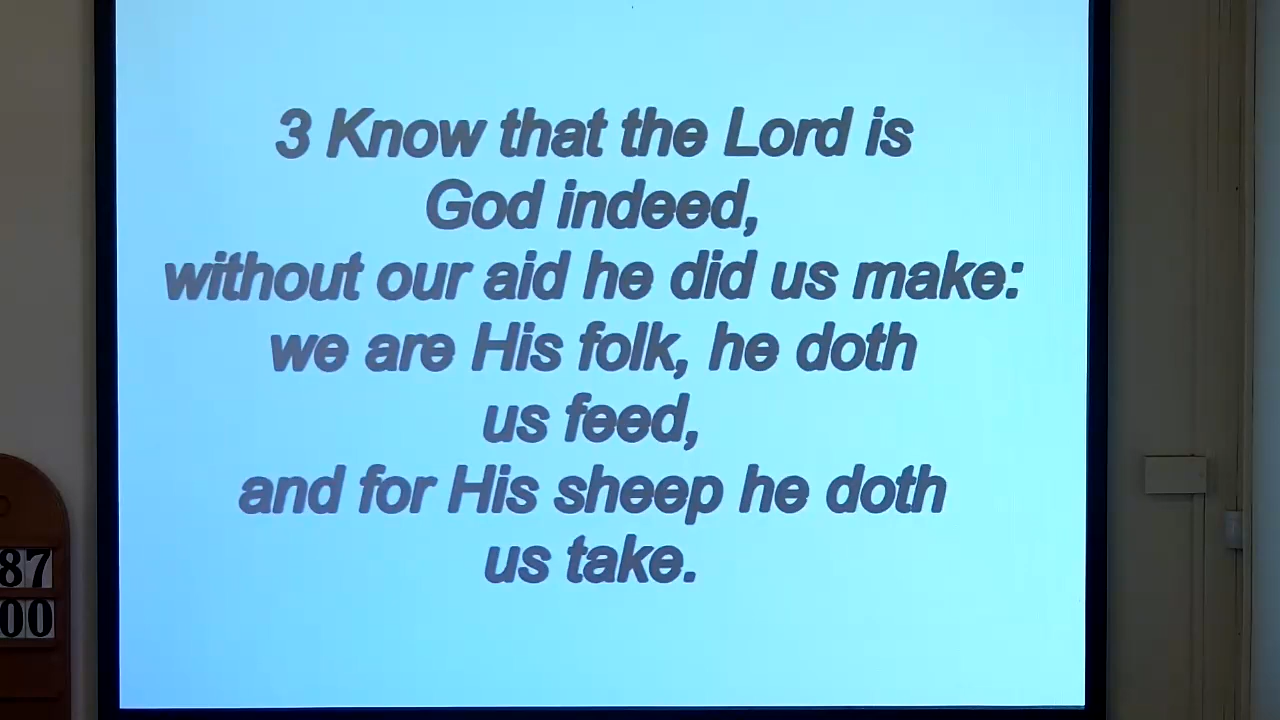 3 Know that the Lord is
God indeed,
without our aid he did us make:
we are His folk, he doth
us feed,
and for His sheep he doth
us take.
87
00